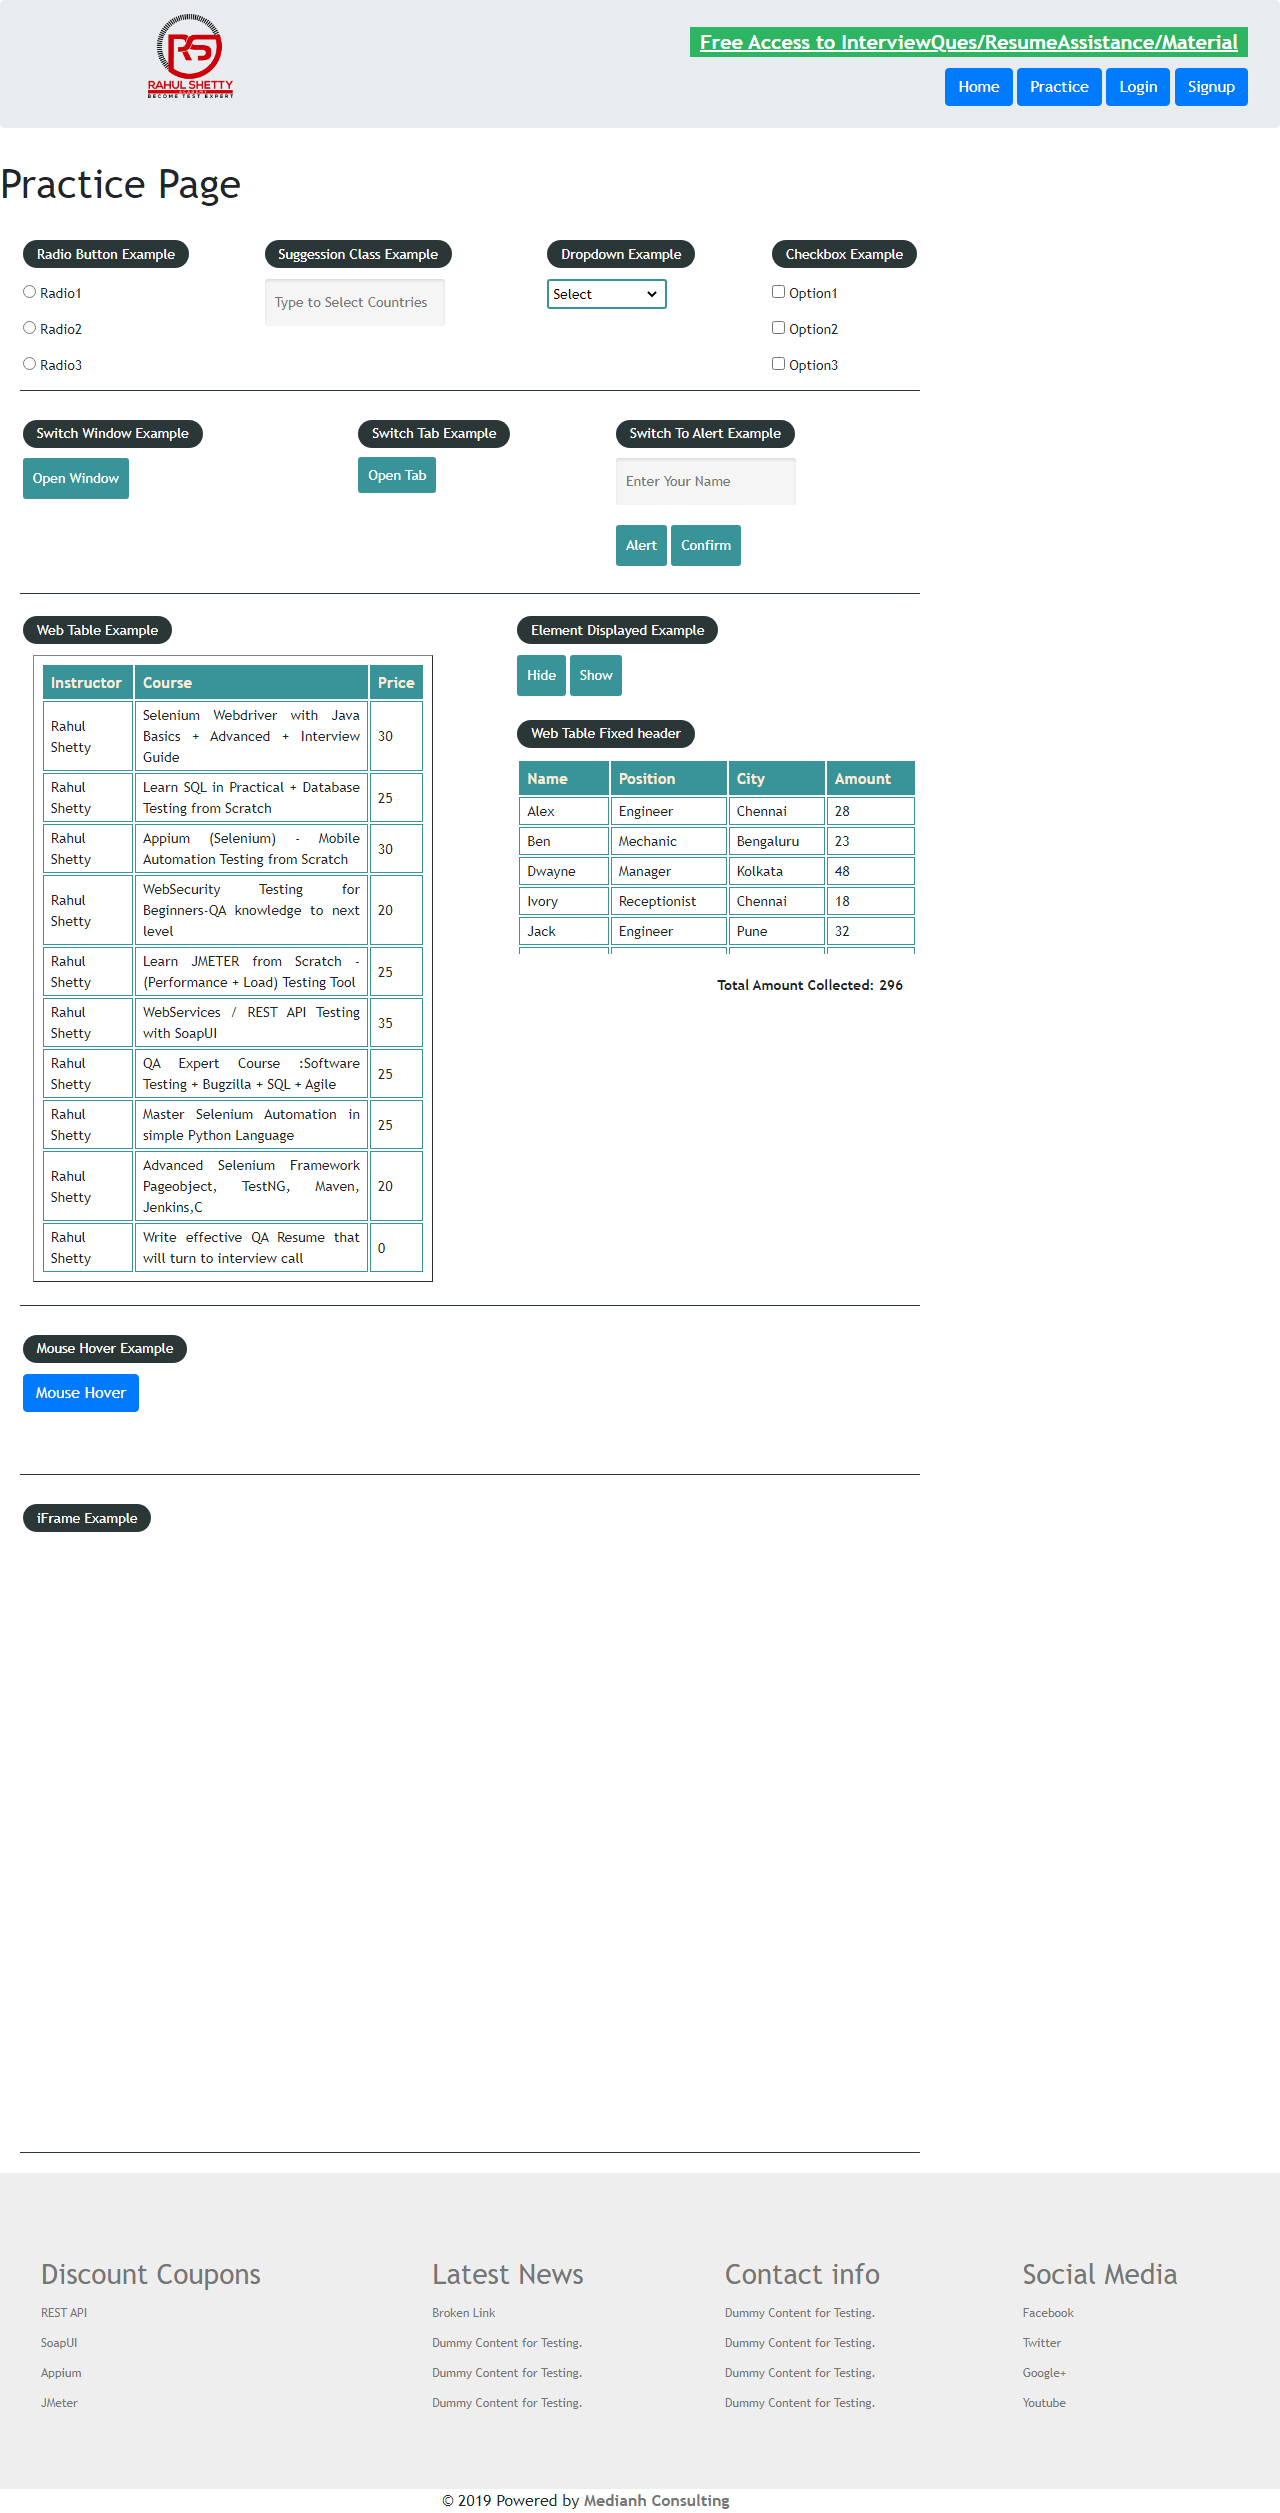 RAHUL SHETTY
ACADEMY
BECOME TEST EXPERT
Free Access to InterviewQues/ResumeAssistance/Material
Home Practice Login Signup
Practice Page
Radio Button Example
Radio1
Radio2
Radio3
Suggession Class Example
Type to Select Countries
Dropdown Example
Select
Checkbox Example
Option1
Option2
Option3
Switch Window Example
Open Window
Switch Tab Example
Open Tab
Switch To Alert Example
Enter Your Name
Alert Confirm
Web Table Example
Instructor Course Price
Rahul Shetty Selenium Webdriver with Java Basics + Advanced + Interview Guide 30
Rahul Shetty Learn SQL in Practical + Database Testing from Scratch 25
Rahul Shetty Appium (Selenium) - Mobile Automation Testing from Scratch 30
Rahul Shetty WebSecurity Testing for Beginners-QA knowledge to next level 20
Rahul Shetty Learn JMETER from Scratch - (Performance + Load) Testing Tool 25
Rahul Shetty WebServices / REST API Testing with SoapUI 35
Rahul Shetty QA Expert Course :Software Testing + Bugzilla + SQL + Agile 25
Rahul Shetty Master Selenium Automation in simple Python Language 25
Rahul Shetty Advanced Selenium Framework Pageobject, TestNG, Maven, Jenkins,C 20
Rahul Shetty Write effective QA Resume that will turn to interview call 0
Element Displayed Example
Hide Show
Web Table Fixed header
Name Position City Amount
Alex Engineer Chennai 28
Ben Mechanic Bengaluru 23
Dwayne Manager Kolkata 48
Ivory Receptionist Chennai 18
Jack Engineer Pune 32
Total Amount Collected: 296
Mouse Hover Example
Mouse Hover
iFrame Example
Discount Coupons
REST API
SoapUI
Appium
JMeter
Latest News
Broken Link
Dummy Content for Testing.
Dummy Content for Testing.
Dummy Content for Testing.
Contact info
Dummy Content for Testing.
Dummy Content for Testing.
Dummy Content for Testing.
Dummy Content for Testing.
Social Media
Facebook
Twitter
Google+
Youtube
© 2019 Powered by Medianh Consulting